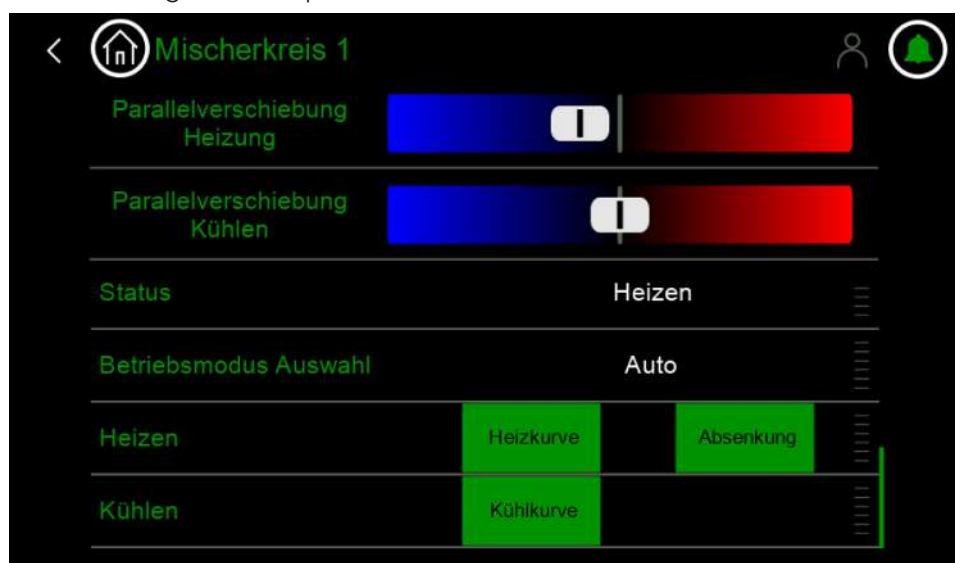 Mischerkreis 1
Parallelverschiebung
Heizung
Parallelverschiebung
Kühlen
Status Heizen
Betriebsmodus Auswahl Auto
Heizen Heizkurve Absenkung
Kühlen Kühlkurve